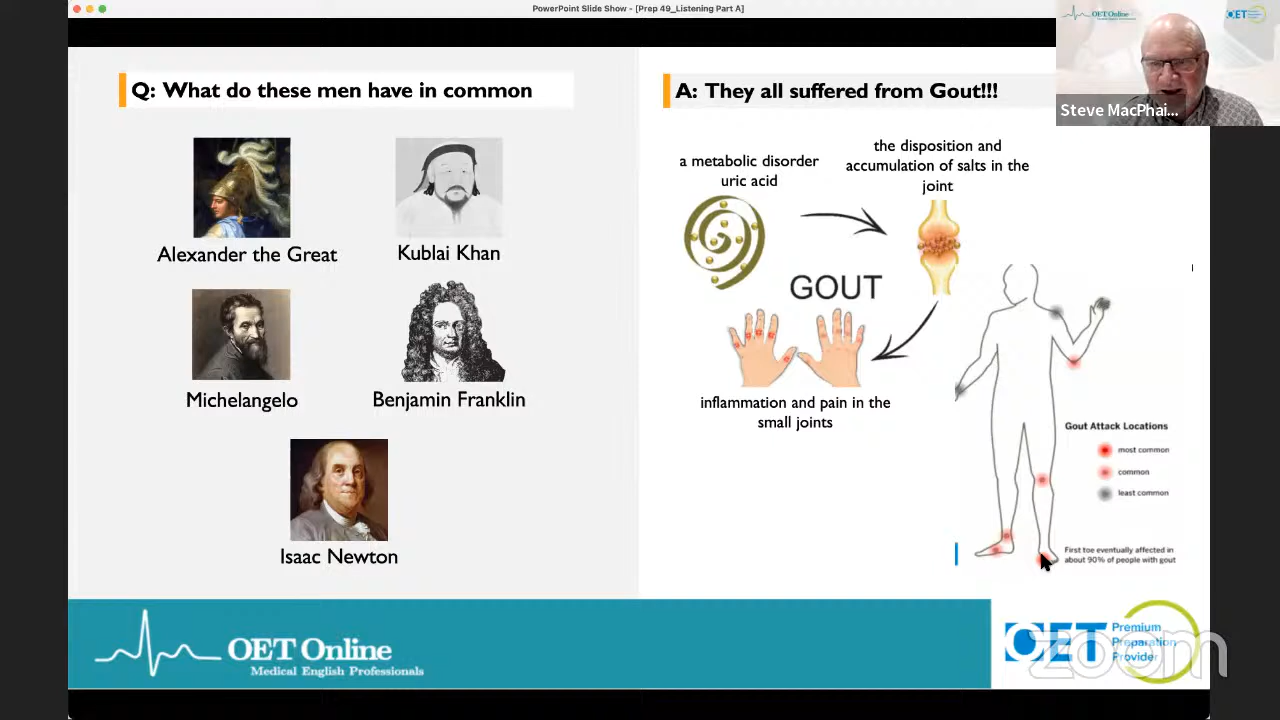 PowerPoint Slide Show - [Prep 49_Listening Part A]
OET Online
OET
Steve MacPhai...
Q: What do these men have in common
Alexander the Great
Kublai Khan
Michelangelo
Benjamin Franklin
Isaac Newton
A: They all suffered from Gout!!!
a metabolic disorder
uric acid
the disposition and
accumulation of salts in the
joint
GOUT
inflammation and pain in the
small joints
Gout Attack Locations
most common
common
least common
First toe eventually affected in
about 90% of people with gout
OET Online
Medical English Professionals
OET
Premium
Preparation
Provider
zoom